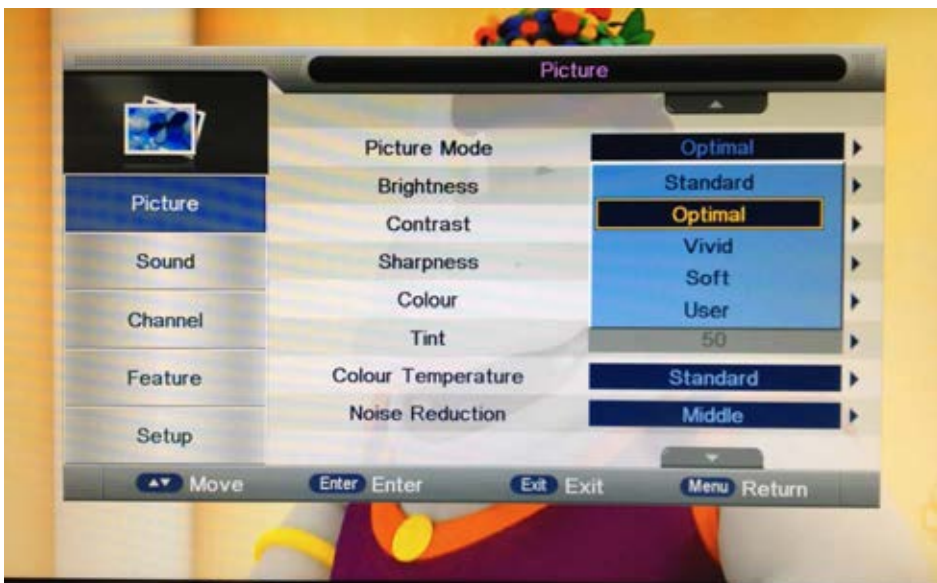 Picture
Picture Mode Optimal
Brightness Standard
Optimal
Contrast
Vivid
Sharpness
Soft
Colour
User
Tint 50
Colour Temperature Standard
Noise Reduction Middle
Picture
Sound
Channel
Feature
Setup
Move Enter Enter Exit Exit Menu Return